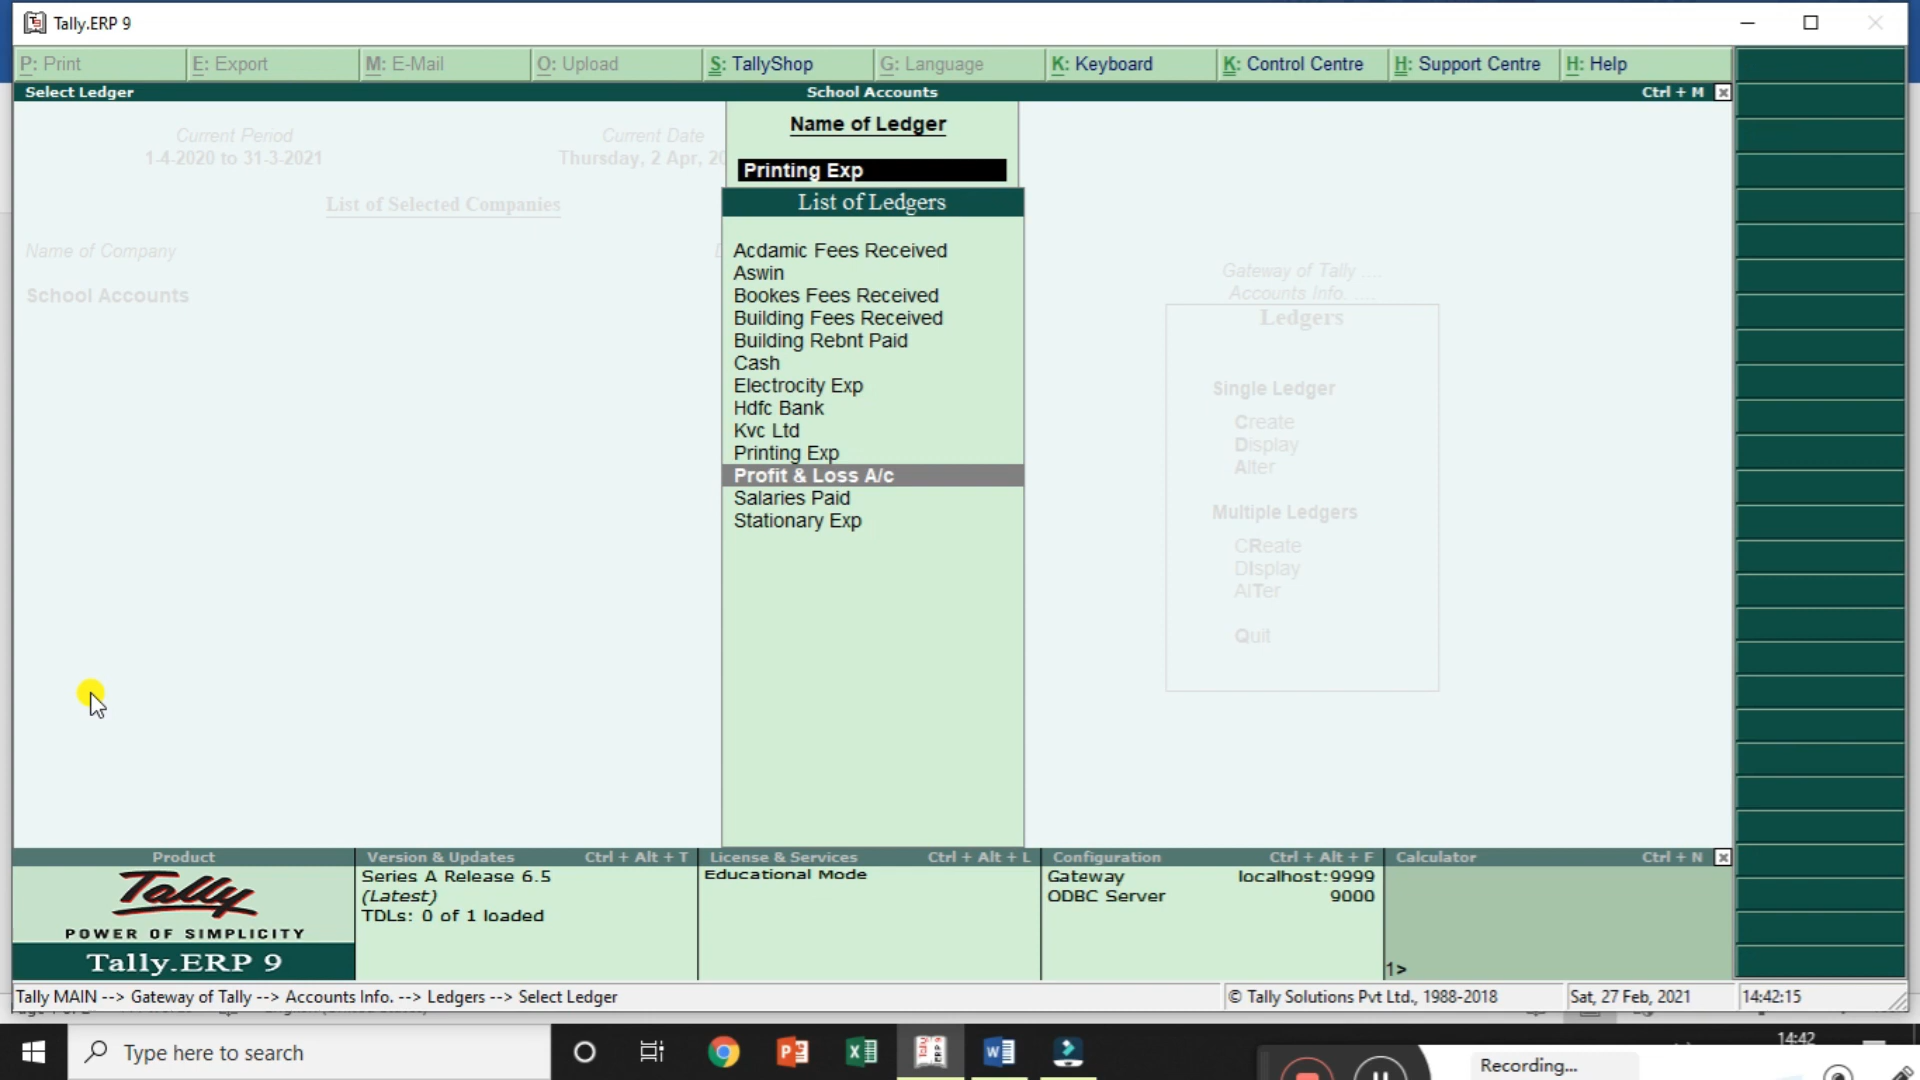 Tally.ERP 9
P: Print
E: Export
M: E-Mail
O: Upload
S: TallyShop
G: Language
K: Keyboard
K: Control Centre
H: Support Centre
H: Help
Select Ledger
School Accounts
Ctrl + M
Current Period
1-4-2020 to 31-3-2021
Current Date
Thursday, 2 Apr, 20
List of Selected Companies
Name of Company
School Accounts
Name of Ledger
Printing Exp
List of Ledgers
Acdamic Fees Received
Aswin
Bookes Fees Received
Building Fees Received
Building Rebnt Paid
Cash
Electrocity Exp
Hdfc Bank
Kvc Ltd
Printing Exp
Profit & Loss A/c
Salaries Paid
Stationary Exp
Gateway of Tally ....
Accounts Info. ....
Ledgers
Single Ledger
Create
Display
Alter
Multiple Ledgers
CReate
DIsplay
AlTer
Quit
Product
Tally
POWER OF SIMPLICITY
Tally.ERP 9
Version & Updates Ctrl + Alt + T
Series A Release 6.5
(Latest)
TDLs: 0 of 1 loaded
License & Services Ctrl + Alt + L
Educational Mode
Configuration Ctrl + Alt + F
Gateway localhost:9999
ODBC Server 9000
Calculator Ctrl + N
1>
Tally MAIN --> Gateway of Tally --> Accounts Info. --> Ledgers --> Select Ledger
© Tally Solutions Pvt Ltd., 1988-2018
Sat, 27 Feb, 2021
14:42:15
Type here to search
14:42
Recording...